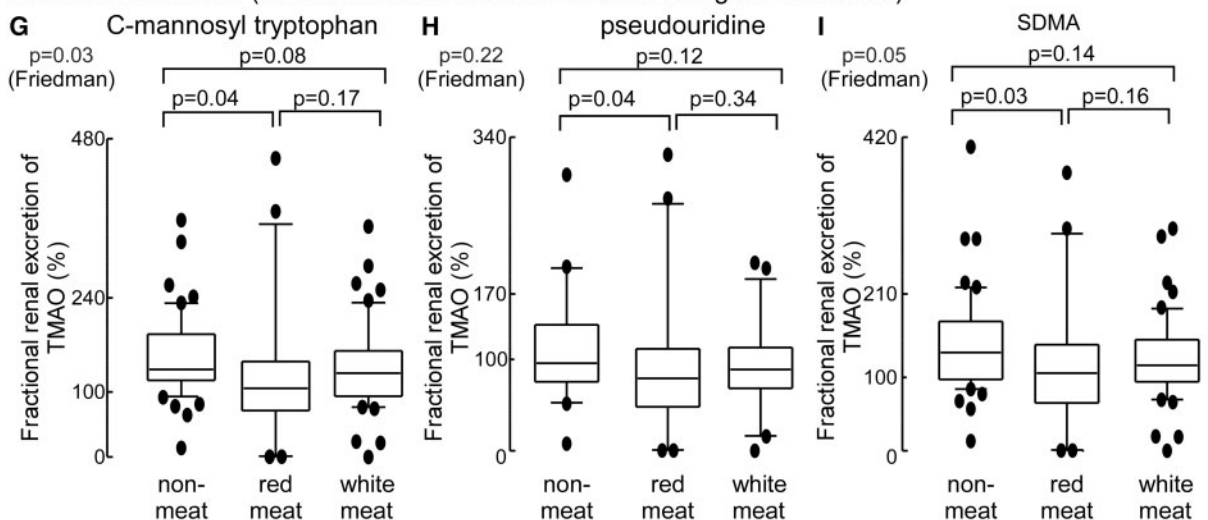 G C-mannosyl tryptophan
p=0.03
(Friedman)
p=0.08
p=0.04 p=0.17
Fractional renal excretion of
TMAO (%)
480
240
100
0
non-
meat
red
meat
white
meat
H pseudouridine
p=0.22
(Friedman)
p=0.12
p=0.04 p=0.34
Fractional renal excretion of
TMAO (%)
340
170
100
0
non-
meat
red
meat
white
meat
I SDMA
p=0.05
(Friedman)
p=0.14
p=0.03 p=0.16
Fractional renal excretion of
TMAO (%)
420
210
100
0
non-
meat
red
meat
white
meat